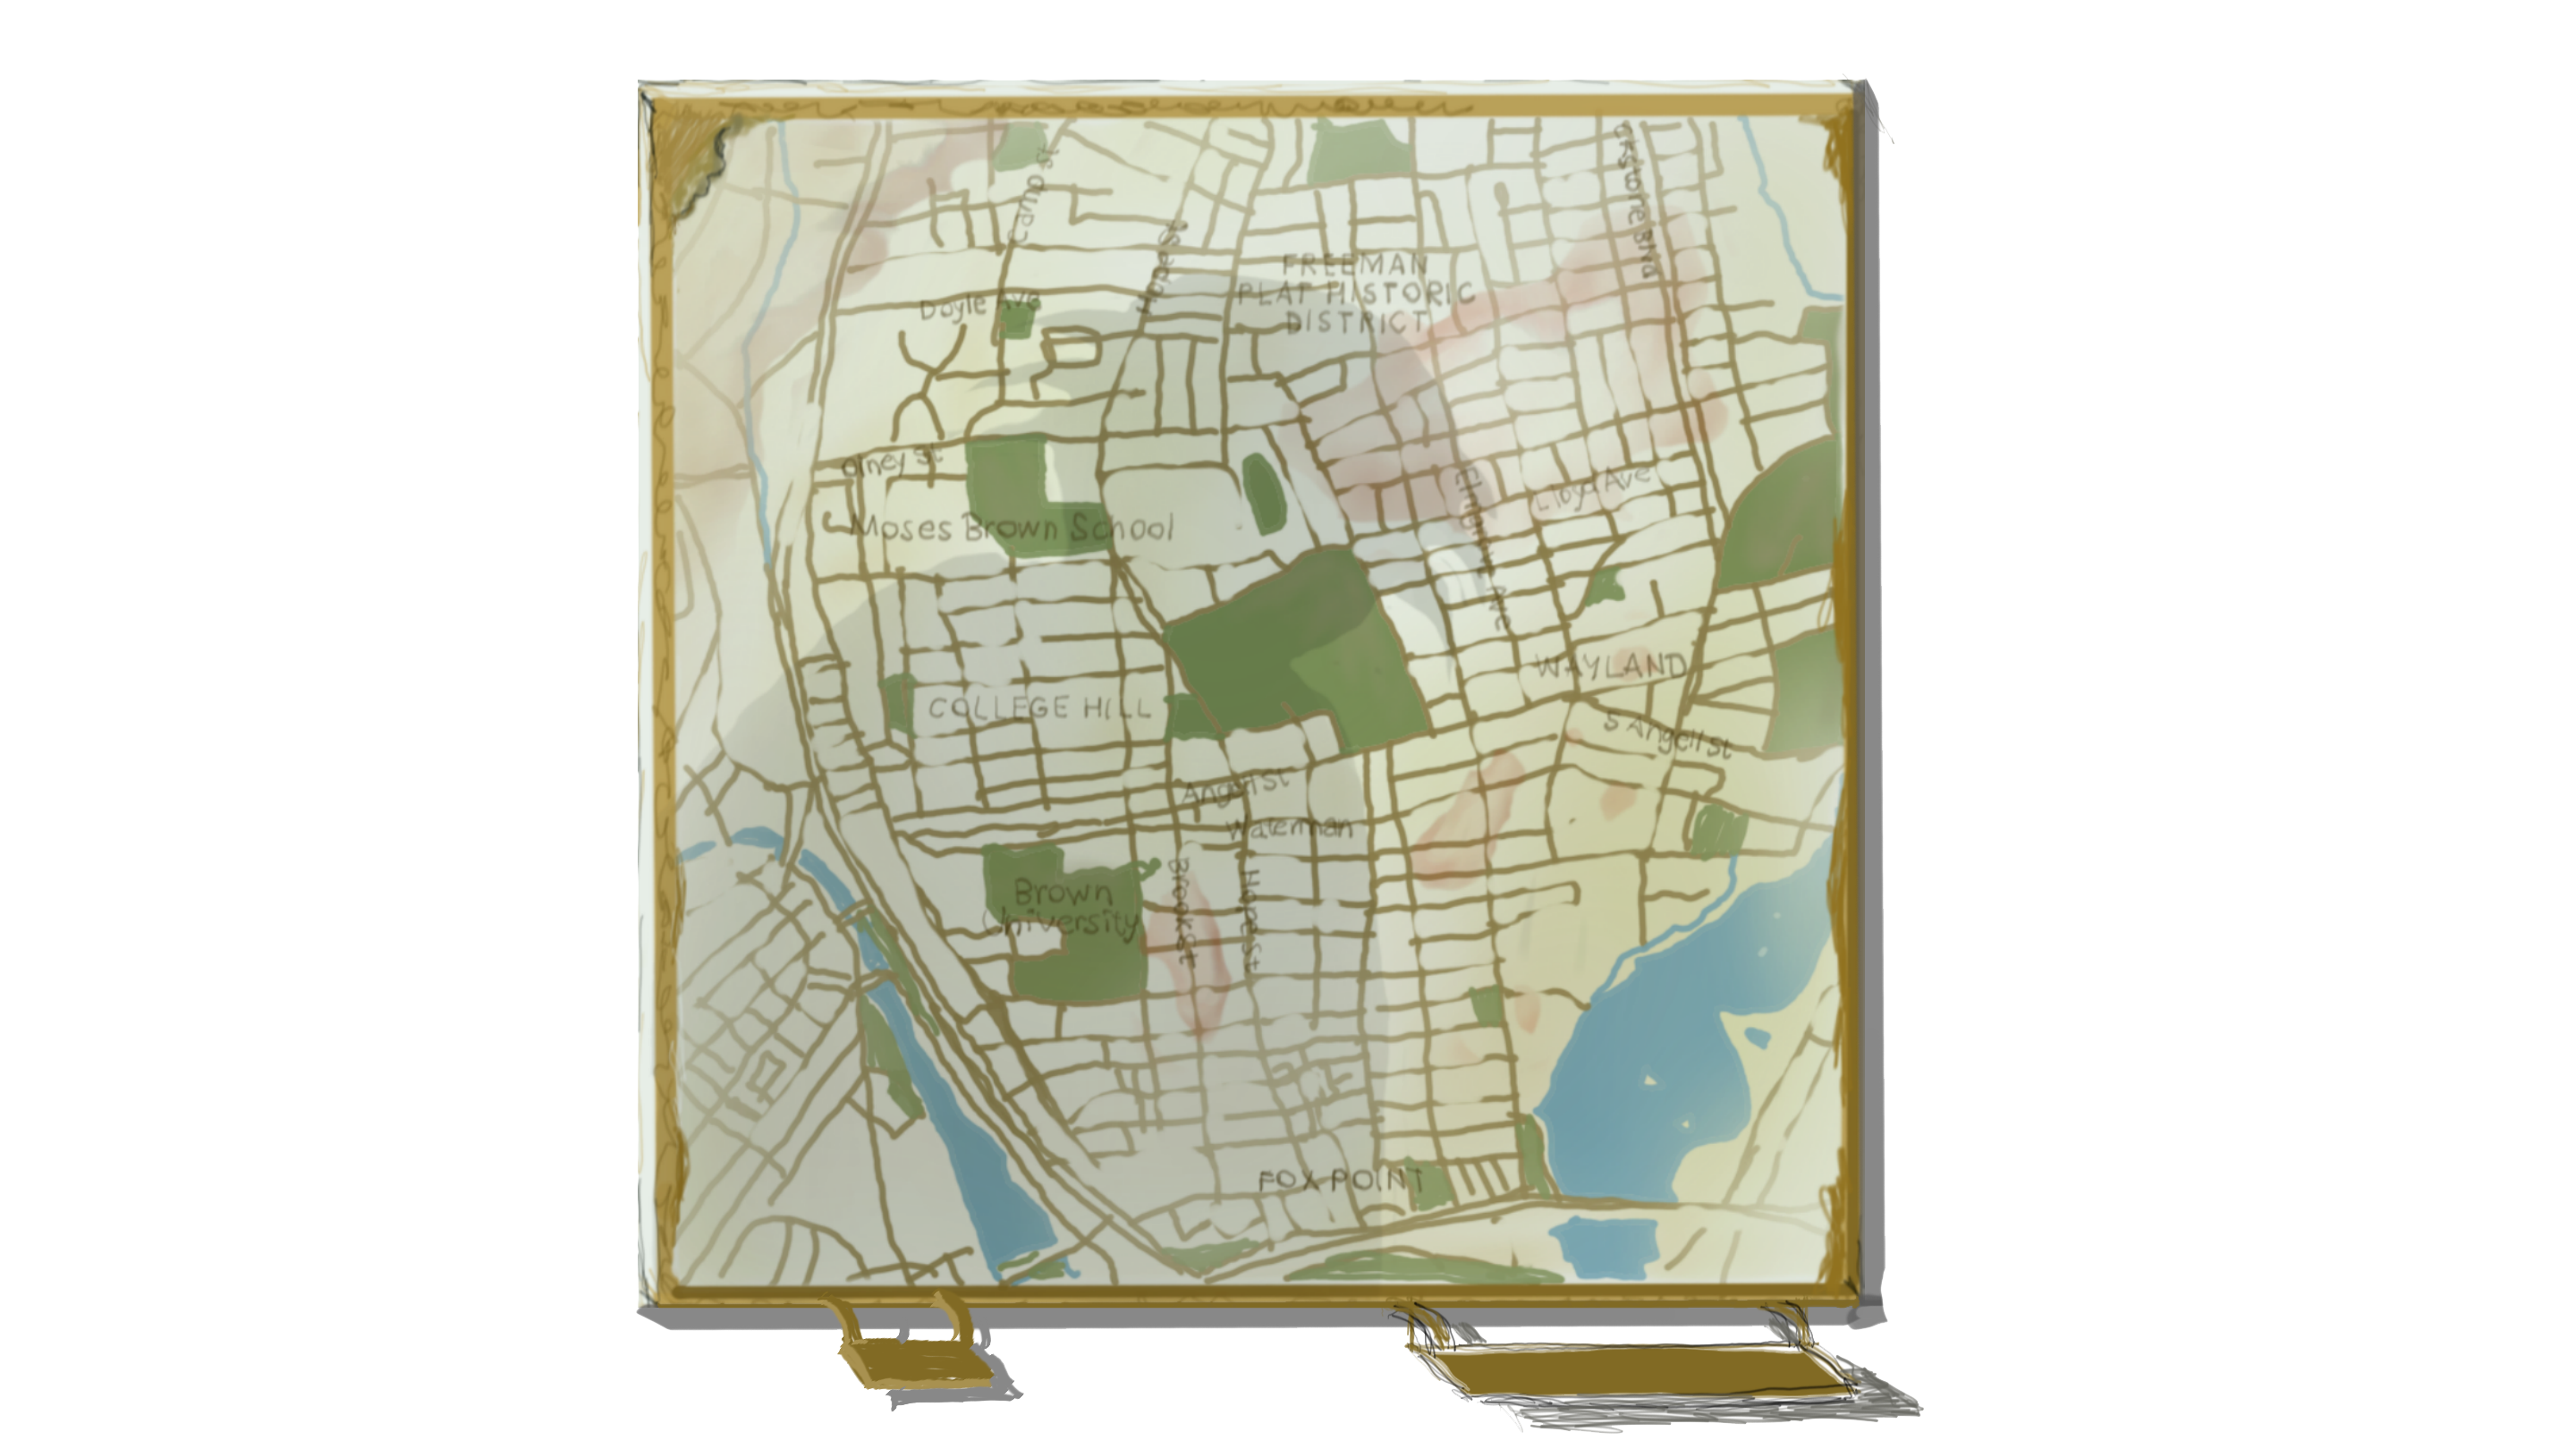 Camp St
ckstone Blvd
Hope St
FREEMAN
PLAT HISTORIC
DISTRICT
Doyle Ave
Olney St
Elmgrove Ave
Lloyd Ave
Moses Brown School
WAYLAND
COLLEGE HILL
S Angell St
Angell St
Waterman
Brown
University
Brook St
Hope St
FOX POINT